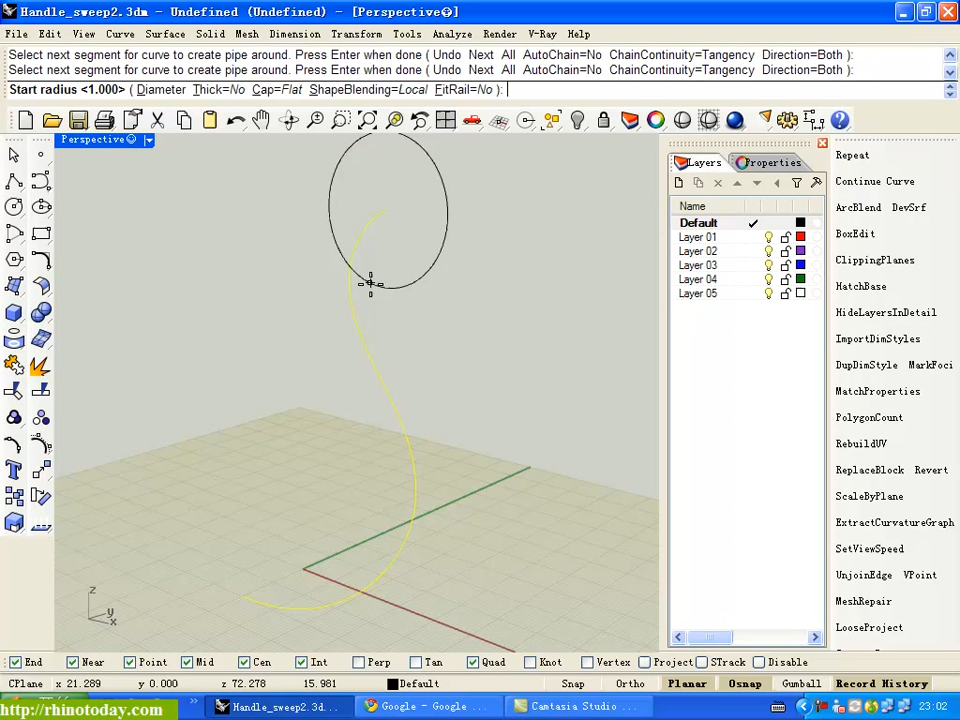 Handle_sweep2.3dm - Undefined (Undefined) - [Perspective]
File Edit View Curve Surface Solid Mesh Dimension Transform Tools Analyze Render Panels V-Ray Help
Select next segment for curve to create pipe around. Press Enter when done ( Undo Next All AutoChain=No ChainContinuity=Tangency Direction=Both ):
Select next segment for curve to create pipe around. Press Enter when done ( Undo Next All AutoChain=No ChainContinuity=Tangency Direction=Both ):
Start radius <1.000> ( Diameter Thick=No Cap=Flat ShapeBlending=Local FitRail=No ):
Perspective
Layers Properties
Name
Default
Layer 01
Layer 02
Layer 03
Layer 04
Layer 05
Repeat
Continue Curve
ArcBlend DevSrf
BoxEdit
ClippingPlanes
HatchBase
HideLayersInDetail
ImportDimStyles
DupDimStyle MarkFoci
MatchProperties
PolygonCount
RebuildUV
ReplaceBlock Revert
ScaleByPlane
ExtractCurvatureGraph
SetViewSpeed
UnjoinEdge VPoint
MeshRepair
LooseProject
z
y
x
End Near Point Mid Cen Int Perp Tan Quad Knot Vertex Project STrack Disable
CPlane x 21.289 y 0.000 z 72.278 15.981 Default Snap Ortho Planar Osnap Gumball Record History
http://rhinotoday.com
Handle_sweep2.3d... Google - Google ... Camtasia Studio ... 23:02